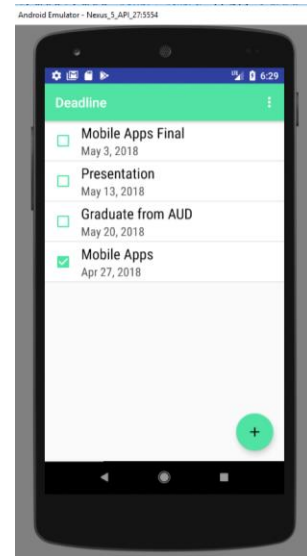 Android Emulator - Nexus_5_API_27:5554
6:29
Deadline
Mobile Apps Final
May 3, 2018
Presentation
May 13, 2018
Graduate from AUD
May 20, 2018
Mobile Apps
Apr 27, 2018
+